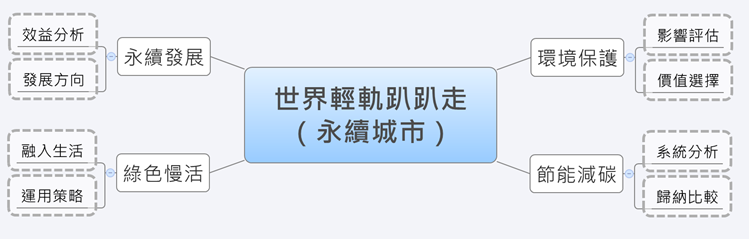 世界輕軌趴趴走
（永續城市）
永續發展
效益分析
發展方向
綠色慢活
融入生活
運用策略
環境保護
影響評估
價值選擇
節能減碳
系統分析
歸納比較